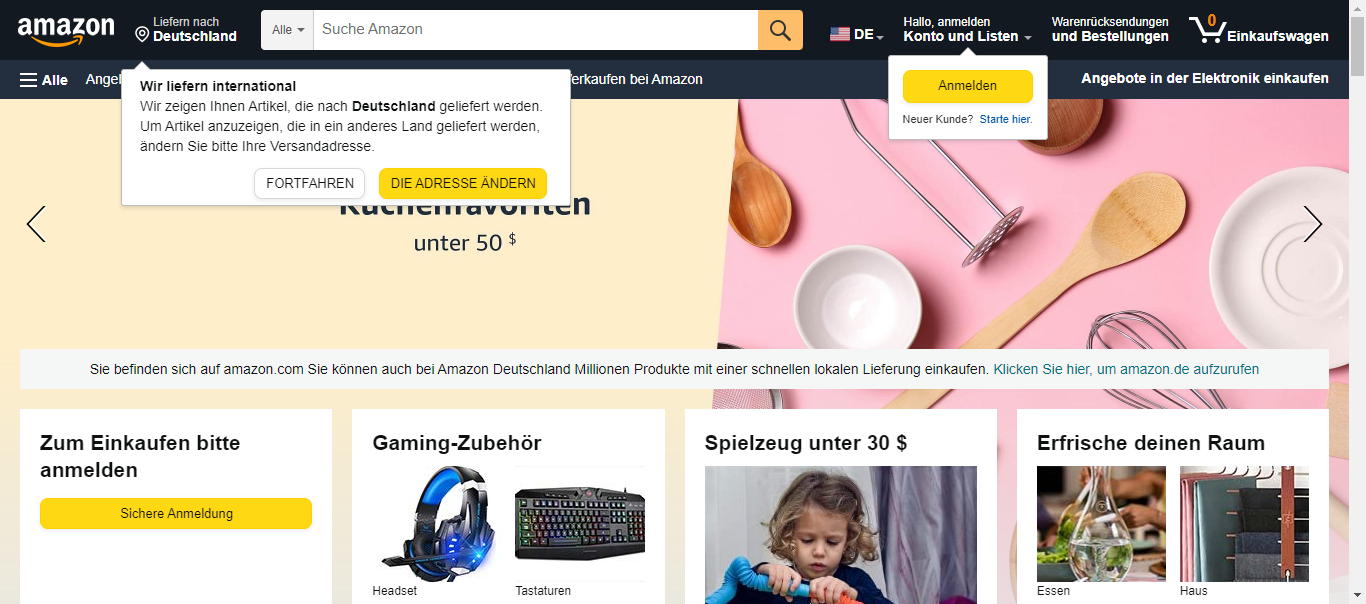 amazon
Liefern nach
Deutschland
Alle
Suche Amazon
DE
Hallo, anmelden
Konto und Listen
Warenrücksendungen
und Bestellungen
0
Einkaufswagen
Alle
Verkaufen bei Amazon
Angebote in der Elektronik einkaufen
Wir liefern international
Wir zeigen Ihnen Artikel, die nach Deutschland geliefert werden.
Um Artikel anzuzeigen, die in ein anderes Land geliefert werden,
ändern Sie bitte Ihre Versandadresse.
FORTFAHREN
DIE ADRESSE ÄNDERN
Anmelden
Neuer Kunde? Starte hier.
Küchenfavoriten
unter 50 $
Sie befinden sich auf amazon.com Sie können auch bei Amazon Deutschland Millionen Produkte mit einer schnellen lokalen Lieferung einkaufen. Klicken Sie hier, um amazon.de aufzurufen
Zum Einkaufen bitte
anmelden
Sichere Anmeldung
Gaming-Zubehör
Headset
Tastaturen
Spielzeug unter 30 $
Erfrische deinen Raum
Essen
Haus